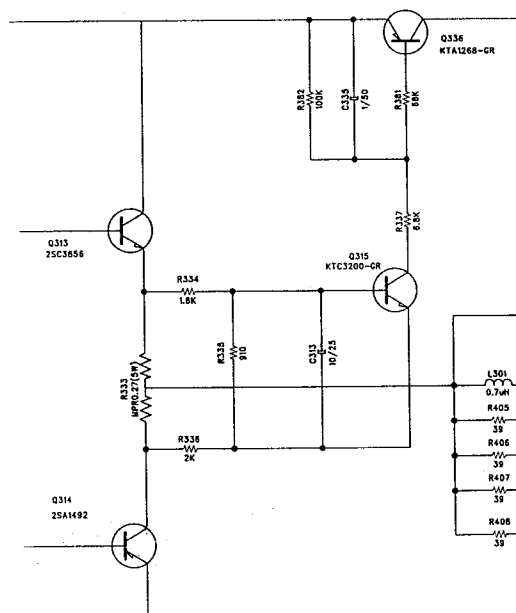 Q336
KTA1268-GR
R382
100K
C335
1/50
R381
68K
R337
6.8K
Q313
2SC3856
Q315
KTC3200-GR
R334
1.8K
R335
910
C313
10/25
R333
MPR0.27(5W)
L301
0.7uH
R405
39
R406
39
R407
39
R408
39
R336
2K
Q314
2SA1492